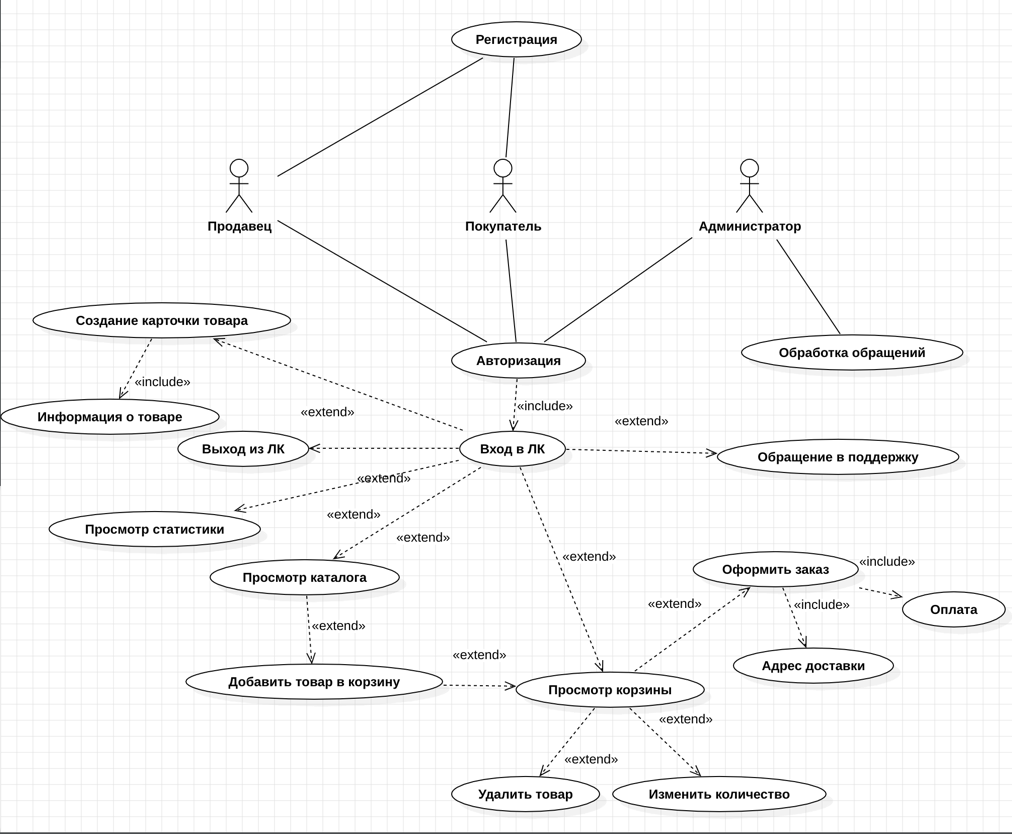 Регистрация
Продавец
Покупатель
Администратор
Создание карточки товара
Авторизация
Обработка обращений
«include»
«include»
Информация о товаре
«extend»
«extend»
Выход из ЛК
Вход в ЛК
Обращение в поддержку
«extend»
«extend»
Просмотр статистики
«extend»
«extend»
Просмотр каталога
Оформить заказ
«include»
«extend»
«include»
Оплата
«extend»
«extend»
Адрес доставки
Добавить товар в корзину
Просмотр корзины
«extend»
«extend»
Удалить товар
Изменить количество